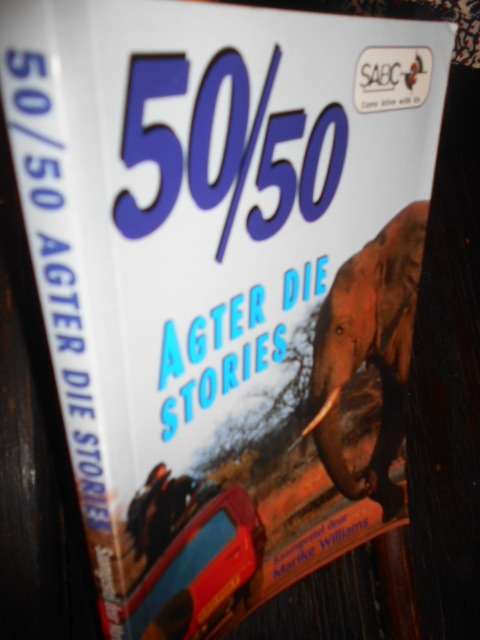 50/50
SABC
Come Alive with Us
AGTER DIE
STORIES
Saamgestel deur
Marike Williams
50/50 AGTER DIE STORIES